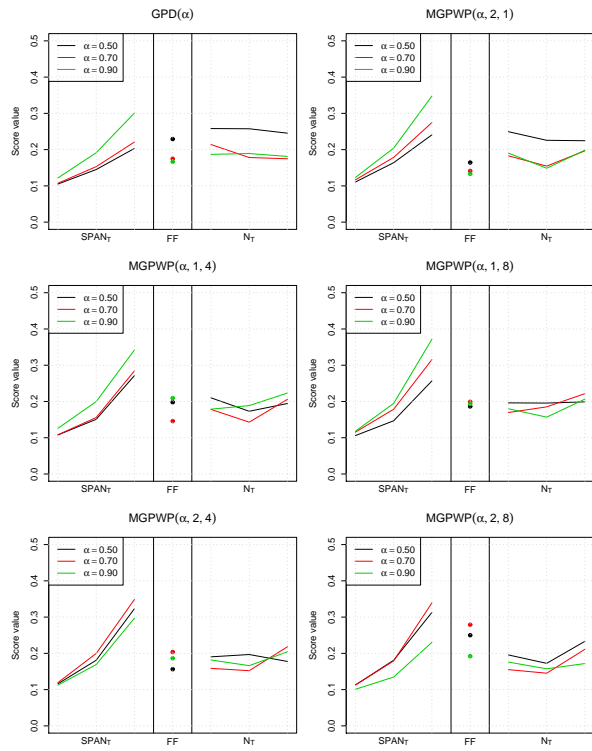 GPD(α)
Score value
0.0 0.1 0.2 0.3 0.4 0.5
α = 0.50
α = 0.70
α = 0.90
SPAN_T FF N_T
MGPWP(α, 2, 1)
Score value
0.0 0.1 0.2 0.3 0.4 0.5
α = 0.50
α = 0.70
α = 0.90
SPAN_T FF N_T
MGPWP(α, 1, 4)
Score value
0.0 0.1 0.2 0.3 0.4 0.5
α = 0.50
α = 0.70
α = 0.90
SPAN_T FF N_T
MGPWP(α, 1, 8)
Score value
0.0 0.1 0.2 0.3 0.4 0.5
α = 0.50
α = 0.70
α = 0.90
SPAN_T FF N_T
MGPWP(α, 2, 4)
Score value
0.0 0.1 0.2 0.3 0.4 0.5
α = 0.50
α = 0.70
α = 0.90
SPAN_T FF N_T
MGPWP(α, 2, 8)
Score value
0.0 0.1 0.2 0.3 0.4 0.5
α = 0.50
α = 0.70
α = 0.90
SPAN_T FF N_T